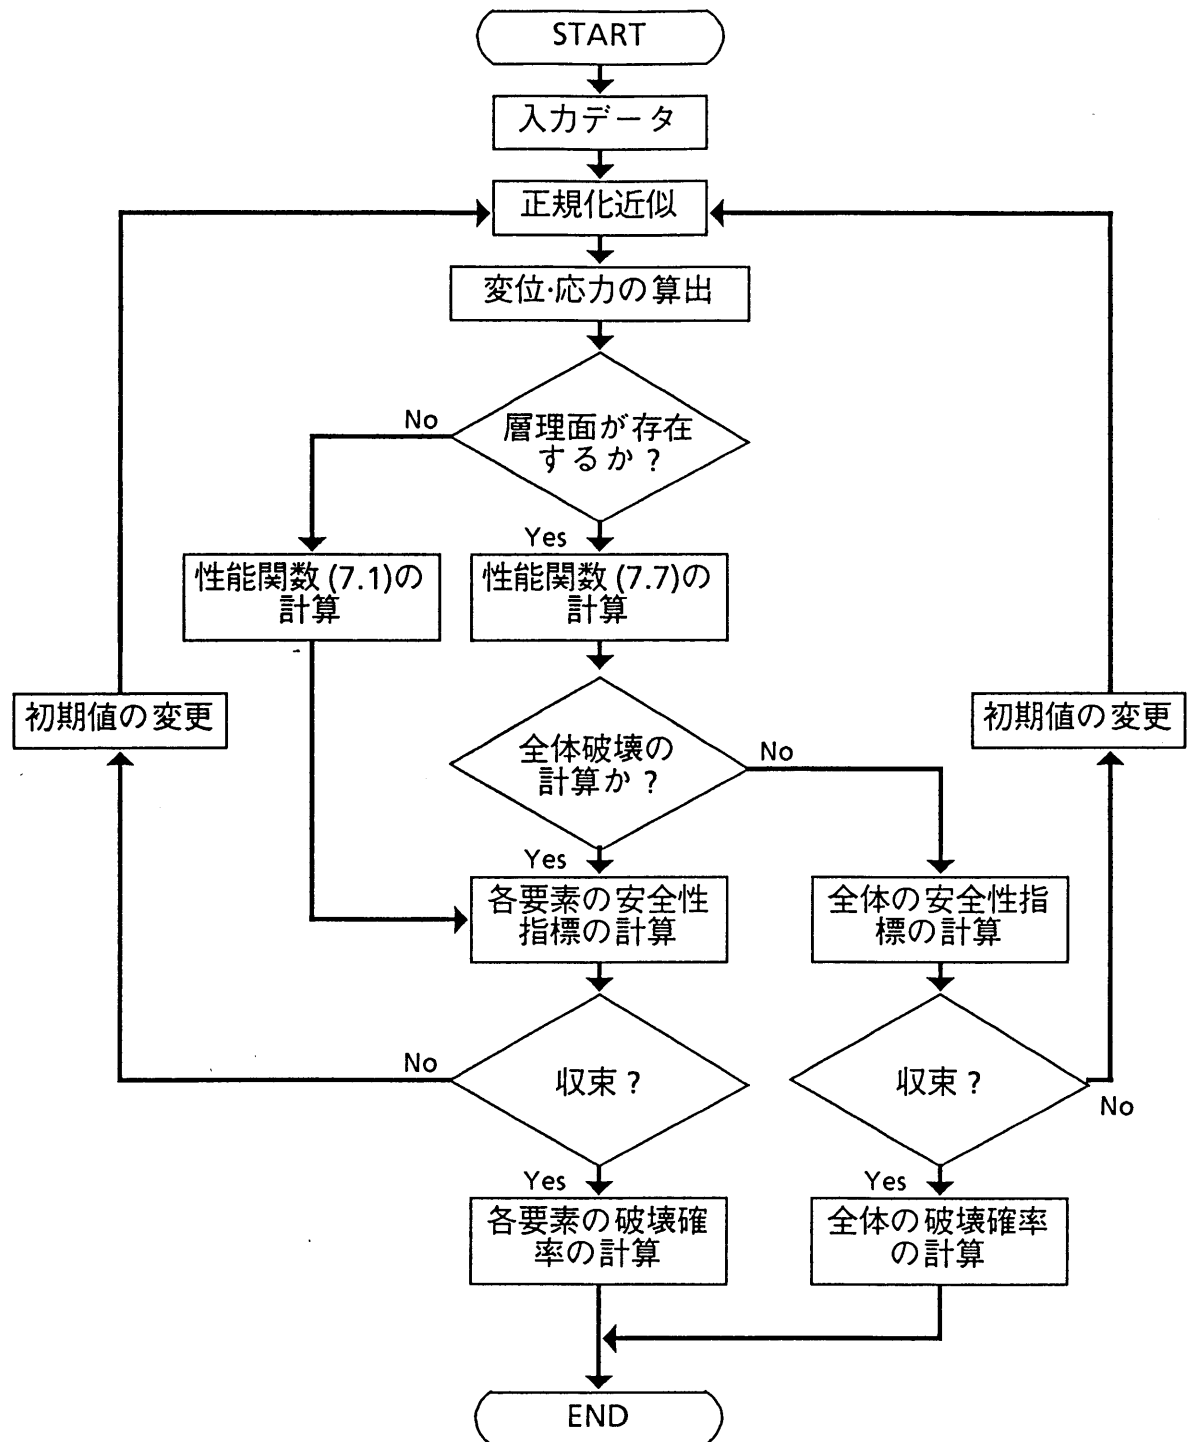 START
入力データ
正規化近似
変位·応力の算出
No
層理面が存在
するか？
Yes
性能関数 (7.1)の
計算
性能関数 (7.7)の
計算
初期値の変更
初期値の変更
全体破壊の
計算か？
No
Yes
各要素の安全性
指標の計算
全体の安全性指
標の計算
No
収束？
収束？
No
Yes
Yes
各要素の破壊確
率の計算
全体の破壊確率
の計算
END